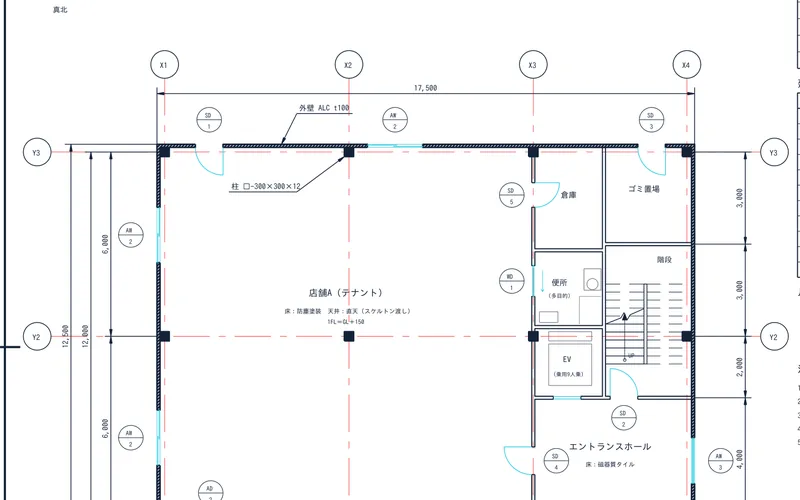 真北
X1
X2
X3
X4
17,500
外壁 ALC t100
SD
1
AW
2
SD
3
Y3
Y3
柱 □-300×300×12
SD
5
倉庫
ゴミ置場
3,000
AW
2
6,000
階段
WD
1
便所
(多目的)
店舗A（テナント）
床：防塵塗装 天井：直天（スケルトン渡し）
1FL=GL+150
3,000
12,500
12,000
Y2
Y2
UP
EV
(乗用9人乗)
2,000
SD
2
AW
2
6,000
エントランスホール
床：磁器質タイル
SD
4
AW
3
4,000
AD